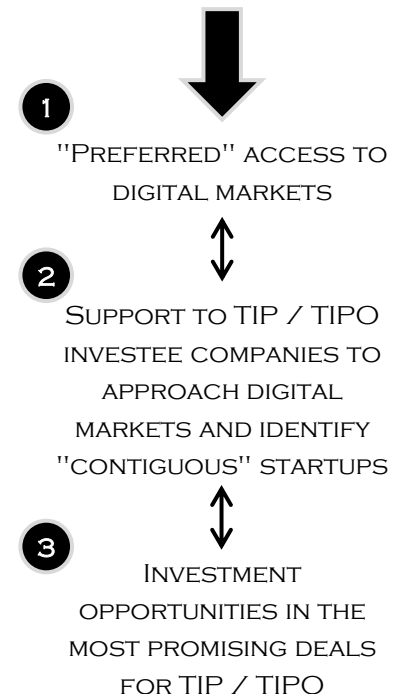 1
"Preferred" access to
digital markets
2
Support to TIP / TIPO
investee companies to
approach digital
markets and identify
"contiguous" startups
3
Investment
opportunities in the
most promising deals
for TIP / TIPO